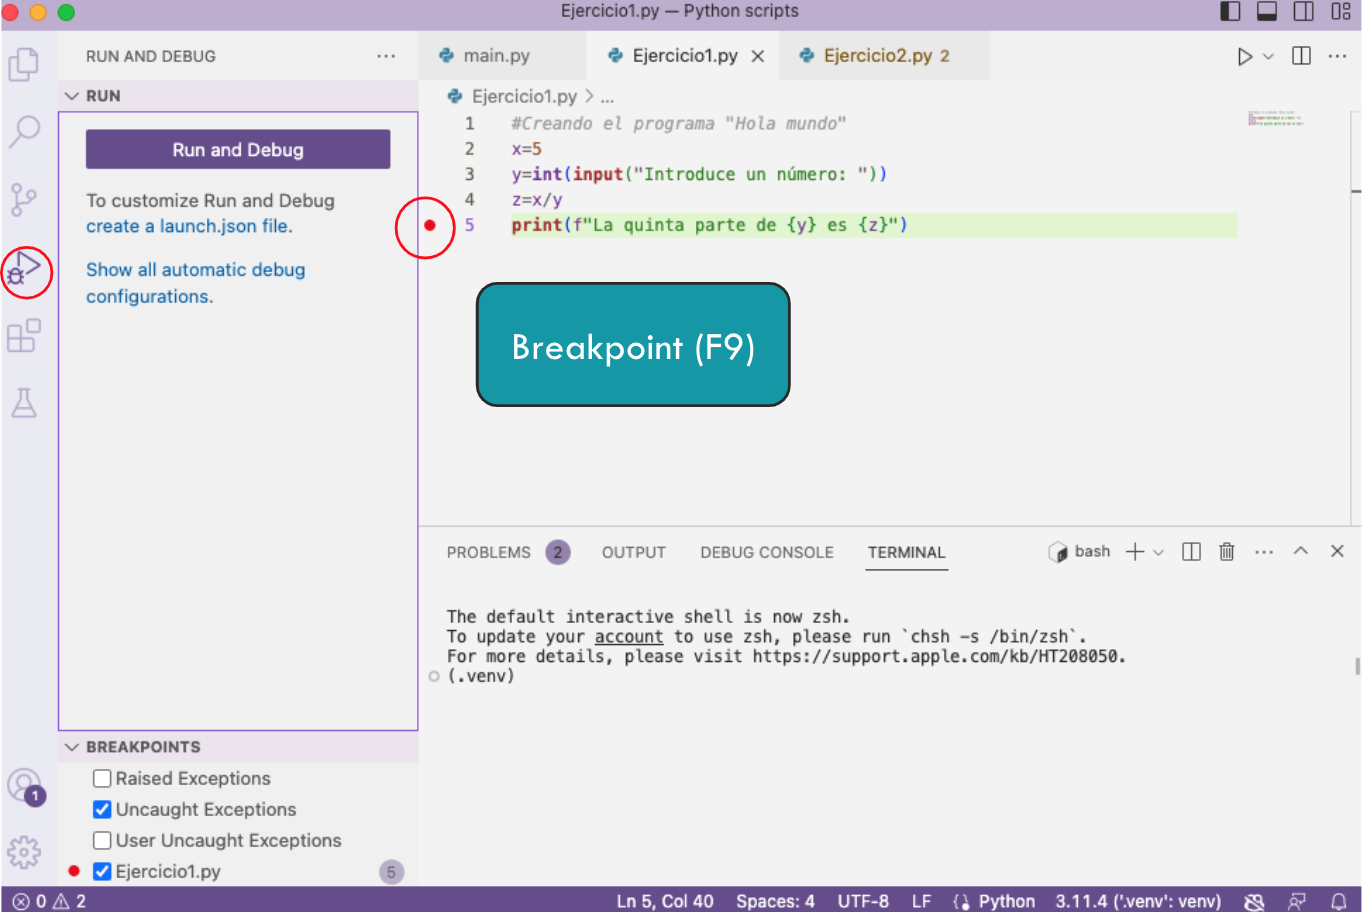 Ejercicio1.py — Python scripts
RUN AND DEBUG ...
main.py
Ejercicio1.py
Ejercicio2.py 2
RUN
Run and Debug
To customize Run and Debug
create a launch.json file.
Show all automatic debug
configurations.
Ejercicio1.py > ...
1 #Creando el programa "Hola mundo"
2 x=5
3 y=int(input("Introduce un número: "))
4 z=x/y
5 print(f"La quinta parte de {y} es {z}")
Breakpoint (F9)
PROBLEMS 2 OUTPUT DEBUG CONSOLE TERMINAL bash
The default interactive shell is now zsh.
To update your account to use zsh, please run `chsh -s /bin/zsh`.
For more details, please visit https://support.apple.com/kb/HT208050.
(.venv)
BREAKPOINTS
Raised Exceptions
Uncaught Exceptions
User Uncaught Exceptions
Ejercicio1.py 5
1
0 2 Ln 5, Col 40 Spaces: 4 UTF-8 LF Python 3.11.4 ('.venv': venv)